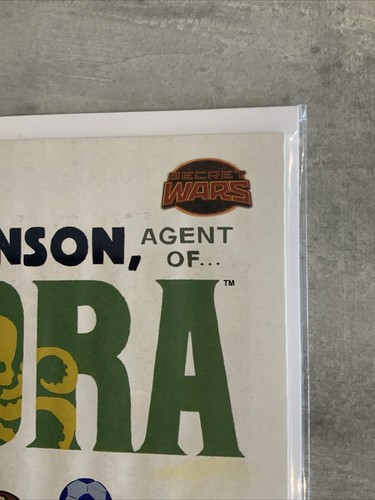 SECRET
WARS
NSON, AGENT
OF...
DRA™